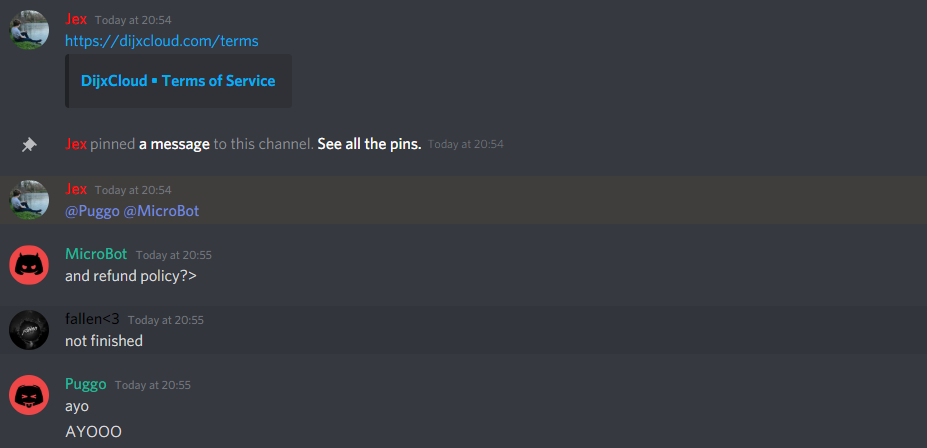 Jex Today at 20:54
https://dijxcloud.com/terms
DijxCloud ▪ Terms of Service
Jex pinned a message to this channel. See all the pins. Today at 20:54
Jex Today at 20:54
@Puggo @MicroBot
MicroBot Today at 20:55
and refund policy?>
fallen<3 Today at 20:55
not finished
Puggo Today at 20:55
ayo
AYOOO